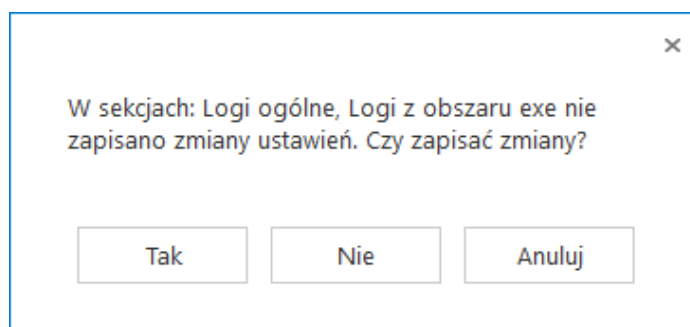 W sekcjach: Logi ogólne, Logi z obszaru exe nie
zapisano zmiany ustawień. Czy zapisać zmiany?
Tak
Nie
Anuluj